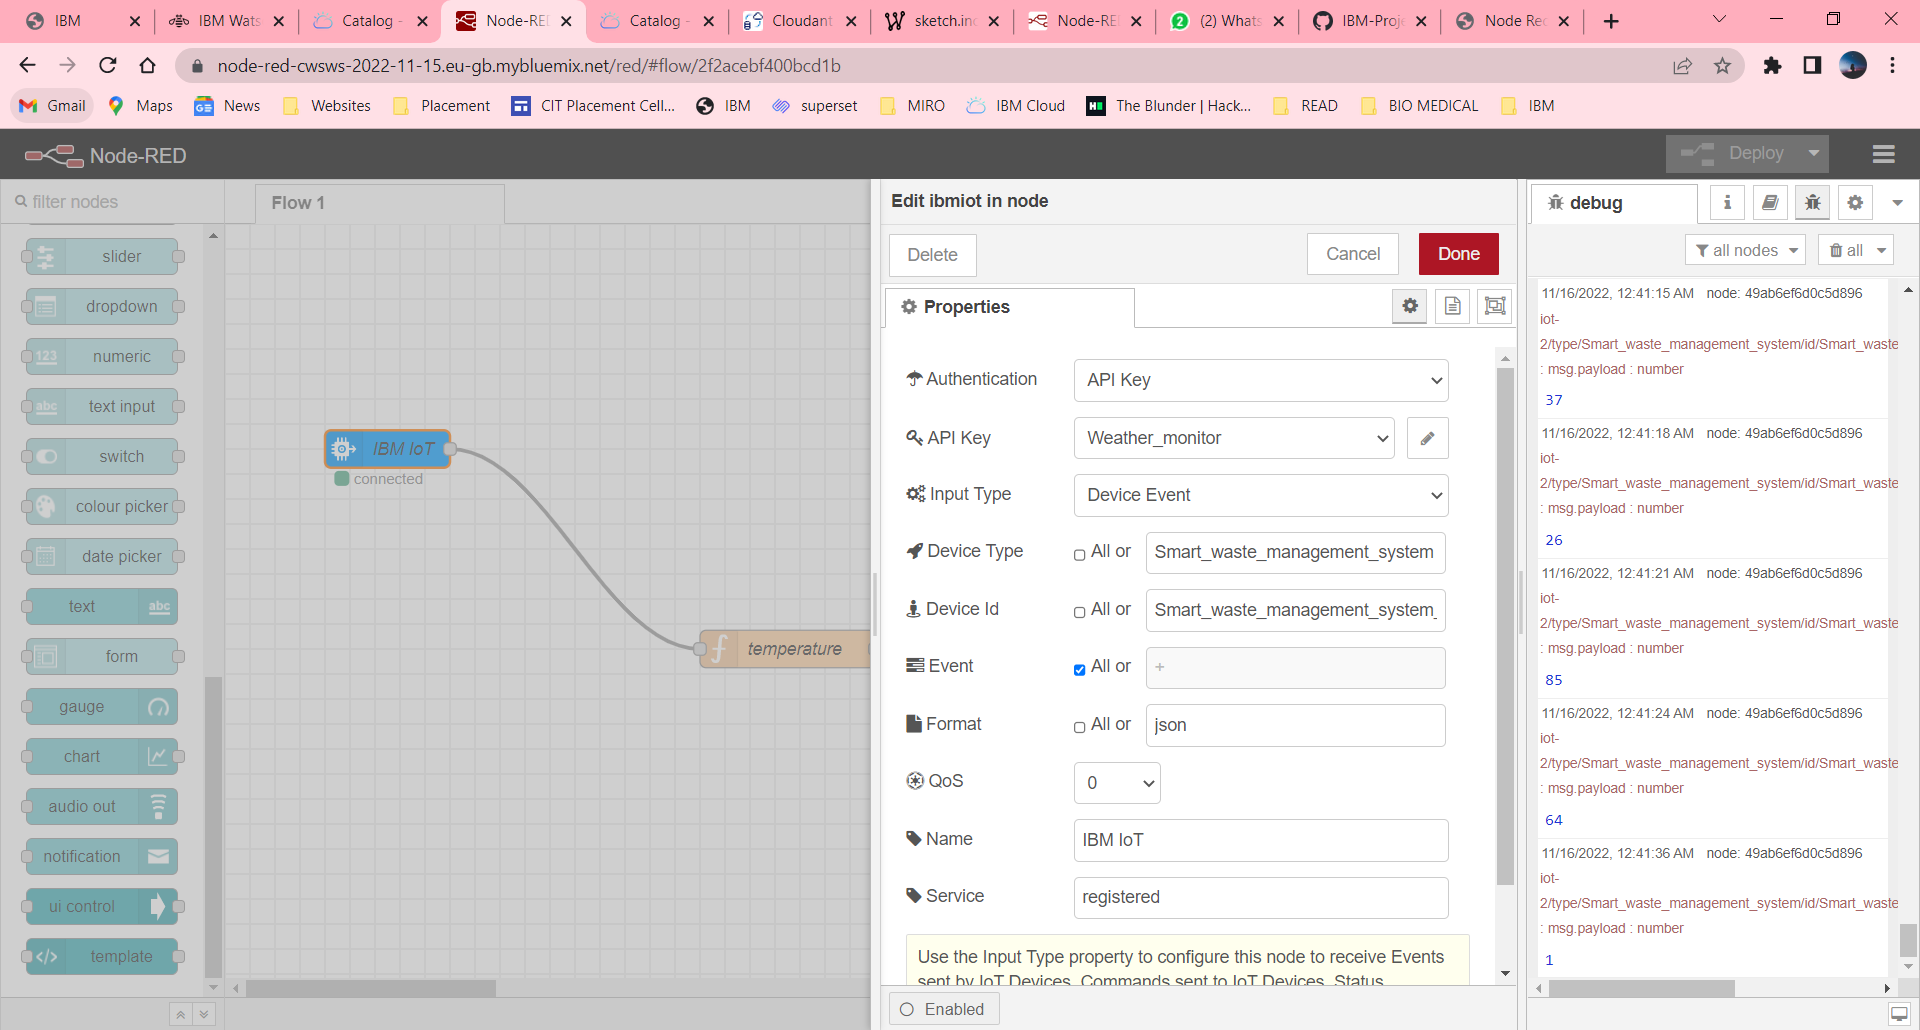 IBM
IBM Wats
Catalog -
Node-RE
Catalog -
Cloudant
sketch.in
Node-RE
(2) Whats
IBM-Proj
Node Re
node-red-cwsws-2022-11-15.eu-gb.mybluemix.net/red/#flow/2f2acebf400bcd1b
Gmail
Maps
News
Websites
Placement
CIT Placement Cell...
IBM
superset
MIRO
IBM Cloud
The Blunder | Hack...
READ
BIO MEDICAL
IBM
Node-RED
Deploy
filter nodes
slider
dropdown
numeric
text input
switch
colour picker
date picker
text
form
gauge
chart
audio out
notification
ui control
template
Flow 1
IBM IoT
connected
temperature
Edit ibmiot in node
Delete
Cancel
Done
Properties
Authentication
API Key
API Key
Weather_monitor
Input Type
Device Event
Device Type
All or
Smart_waste_management_system
Device Id
All or
Smart_waste_management_system_
Event
All or
+
Format
All or
json
QoS
0
Name
IBM IoT
Service
registered
Use the Input Type property to configure this node to receive Events
sent by IoT Devices, Commands sent to IoT Devices, Status
Enabled
debug
all nodes
all
11/16/2022, 12:41:15 AM node: 49ab6ef6d0c5d896
iot-
2/type/Smart_waste_management_system/id/Smart_waste
: msg.payload : number
37
11/16/2022, 12:41:18 AM node: 49ab6ef6d0c5d896
iot-
2/type/Smart_waste_management_system/id/Smart_waste
: msg.payload : number
26
11/16/2022, 12:41:21 AM node: 49ab6ef6d0c5d896
iot-
2/type/Smart_waste_management_system/id/Smart_waste
: msg.payload : number
85
11/16/2022, 12:41:24 AM node: 49ab6ef6d0c5d896
iot-
2/type/Smart_waste_management_system/id/Smart_waste
: msg.payload : number
64
11/16/2022, 12:41:36 AM node: 49ab6ef6d0c5d896
iot-
2/type/Smart_waste_management_system/id/Smart_waste
: msg.payload : number
1